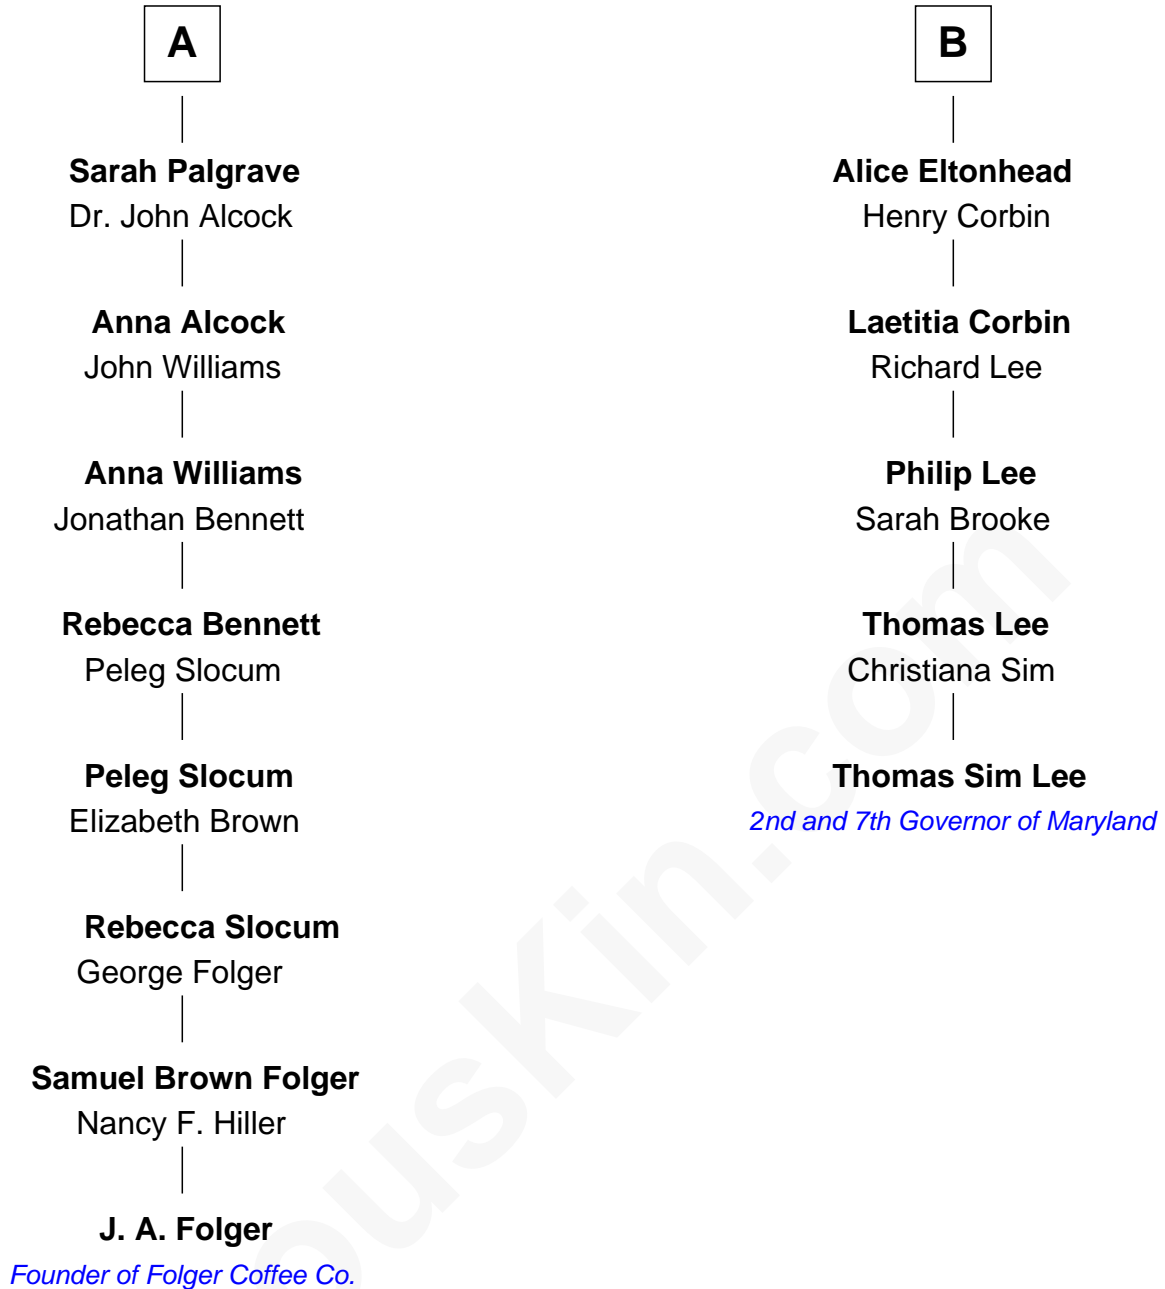 A
Sarah Palgrave
Dr. John Alcock
Anna Alcock
John Williams
Anna Williams
Jonathan Bennett
Rebecca Bennett
Peleg Slocum
Peleg Slocum
Elizabeth Brown
Rebecca Slocum
George Folger
Samuel Brown Folger
Nancy F. Hiller
J. A. Folger
Founder of Folger Coffee Co.
B
Alice Eltonhead
Henry Corbin
Laetitia Corbin
Richard Lee
Philip Lee
Sarah Brooke
Thomas Lee
Christiana Sim
Thomas Sim Lee
2nd and 7th Governor of Maryland
ousKin.com